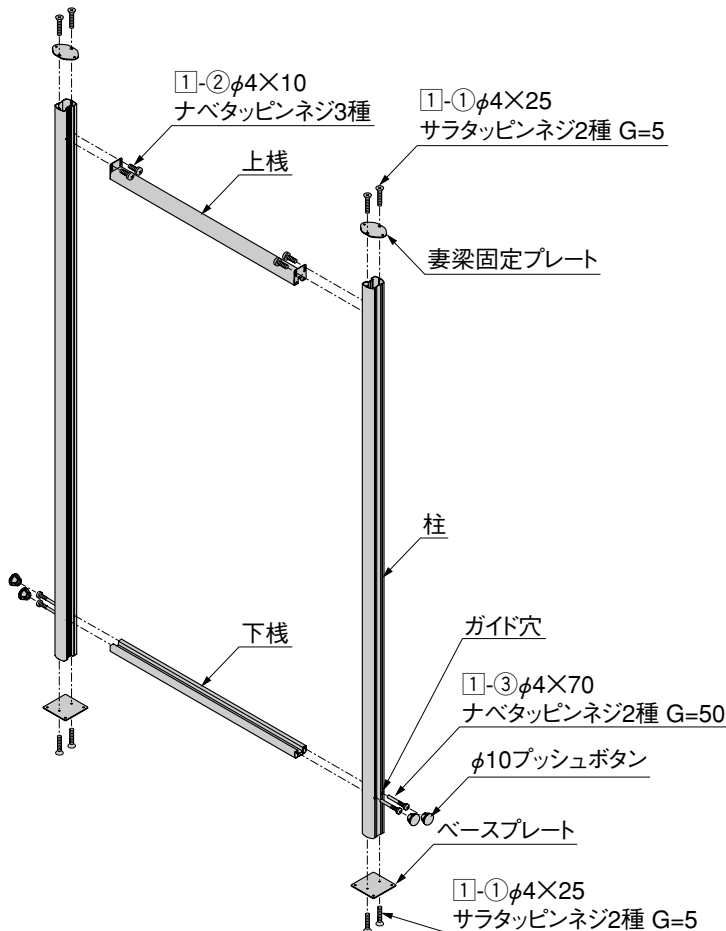 1-②φ4×10
ナベタッピンネジ3種
1-①φ4×25
サラタッピンネジ2種 G=5
上桟
妻梁固定プレート
柱
ガイド穴
下桟
1-③φ4×70
ナベタッピンネジ2種 G=50
φ10プッシュボタン
ベースプレート
1-①φ4×25
サラタッピンネジ2種 G=5